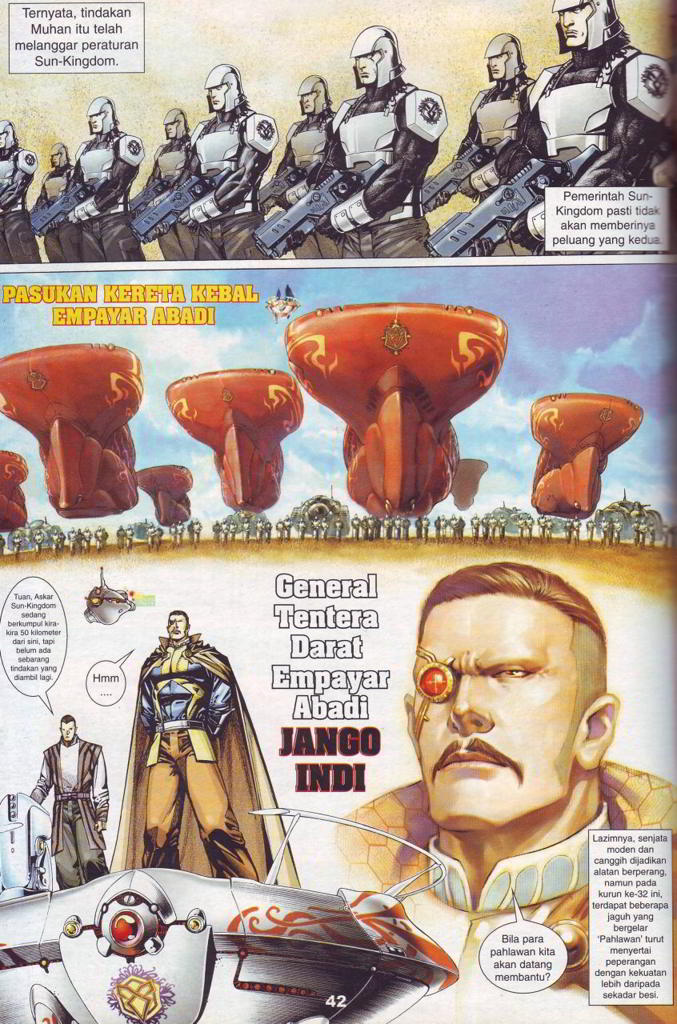 Ternyata, tindakan
Muhan itu telah
melanggar peraturan
Sun-Kingdom.
Pemerintah Sun-
Kingdom pasti tidak
akan memberinya
peluang yang kedua.
PASUKAN KERETA KEBAL
EMPAYAR ABADI
Tuan, Askar
Sun-Kingdom
sedang
berkumpul kira-
kira 50 kilometer
dari sini, tapi
belum ada
sebarang
tindakan yang
diambil lagi.
Hmm
....
General
Tentera
Darat
Empayar
Abadi
JANGO
INDI
Bila para
pahlawan kita
akan datang
membantu?
Lazimnya, senjata
moden dan
canggih dijadikan
alatan berperang,
namun pada
kurun ke-32 ini,
terdapat beberapa
jaguh yang
bergelar
'Pahlawan' turut
menyertai
peperangan
dengan kekuatan
lebih daripada
sekadar besi.
42